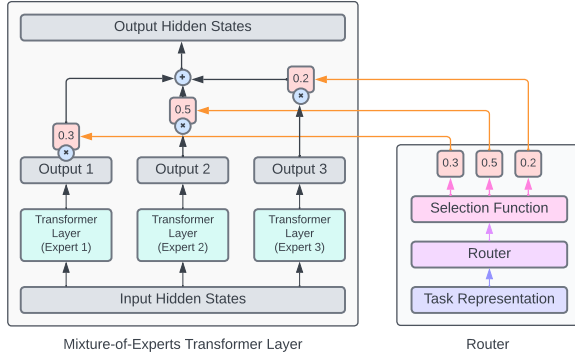 Output Hidden States
+
0.2
×
0.5
×
0.3
×
Output 1
Output 2
Output 3
Transformer
Layer
(Expert 1)
Transformer
Layer
(Expert 2)
Transformer
Layer
(Expert 3)
Input Hidden States
Mixture-of-Experts Transformer Layer
0.3
0.5
0.2
Selection Function
Router
Task Representation
Router